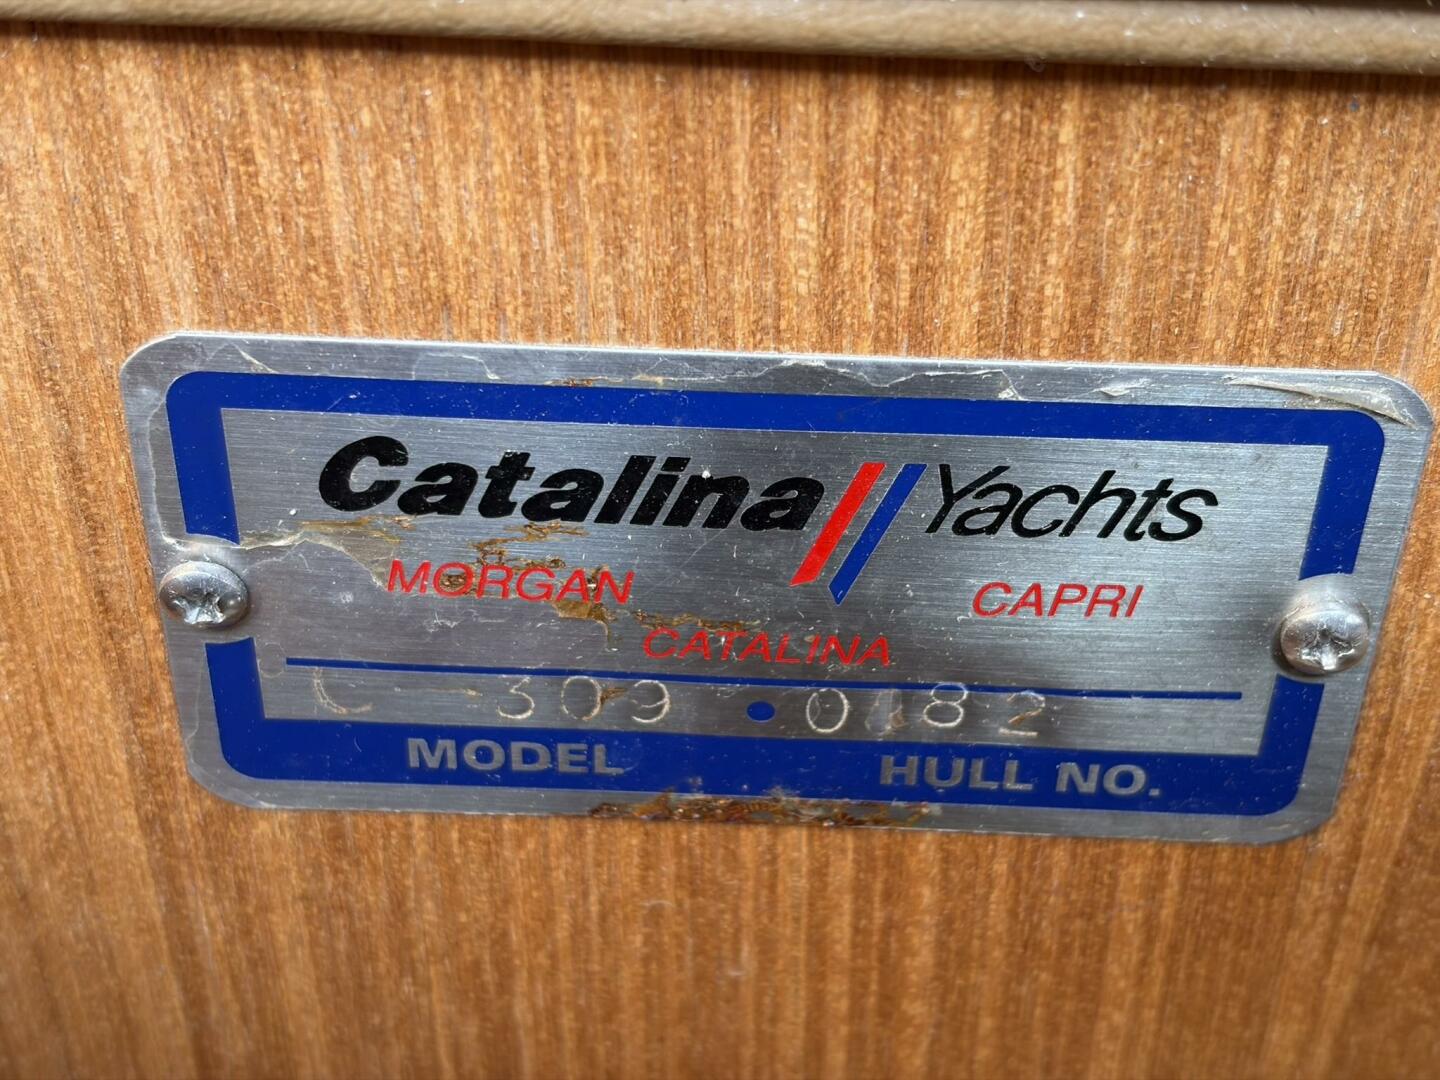 Catalina Yachts
MORGAN CAPRI
CATALINA
C-309 • 0182
MODEL HULL NO.